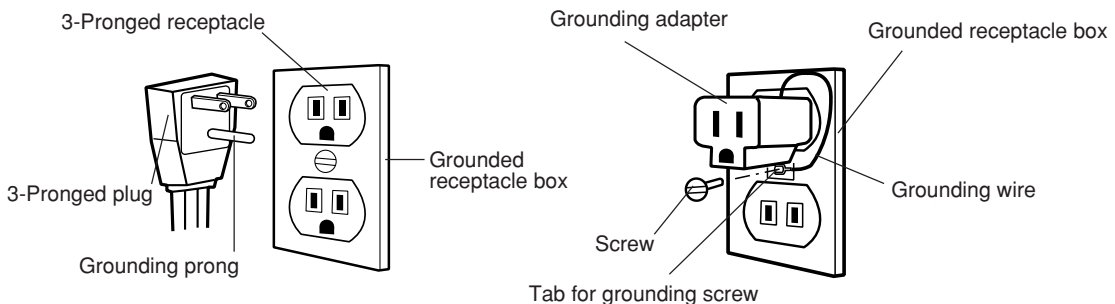 3-Pronged receptacle
3-Pronged plug
Grounding prong
Grounded
receptacle box
Grounding adapter
Grounded receptacle box
Grounding wire
Screw
Tab for grounding screw